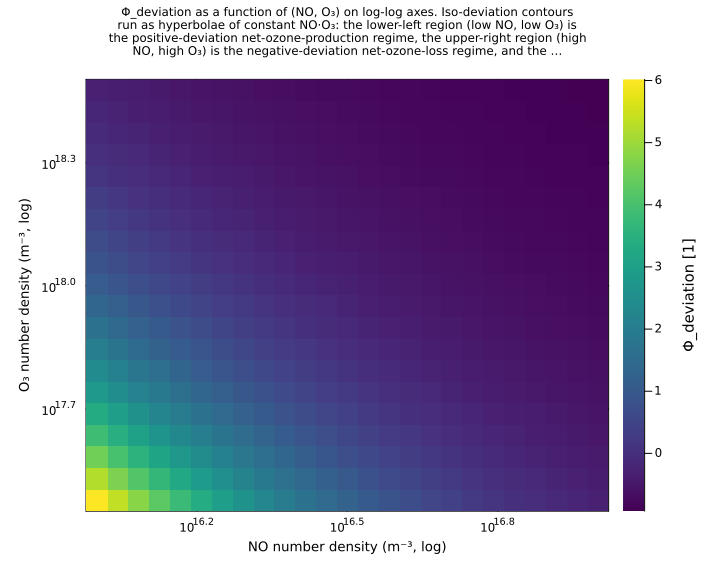 Φ_deviation as a function of (NO, O₃) on log-log axes. Iso-deviation contours
run as hyperbolae of constant NO·O₃: the lower-left region (low NO, low O₃) is
the positive-deviation net-ozone-production regime, the upper-right region (high
NO, high O₃) is the negative-deviation net-ozone-loss regime, and the …
10^18.3
10^18.0
10^17.7
O₃ number density (m⁻³, log)
10^16.2
10^16.5
10^16.8
NO number density (m⁻³, log)
6
5
4
3
2
1
0
Φ_deviation [1]